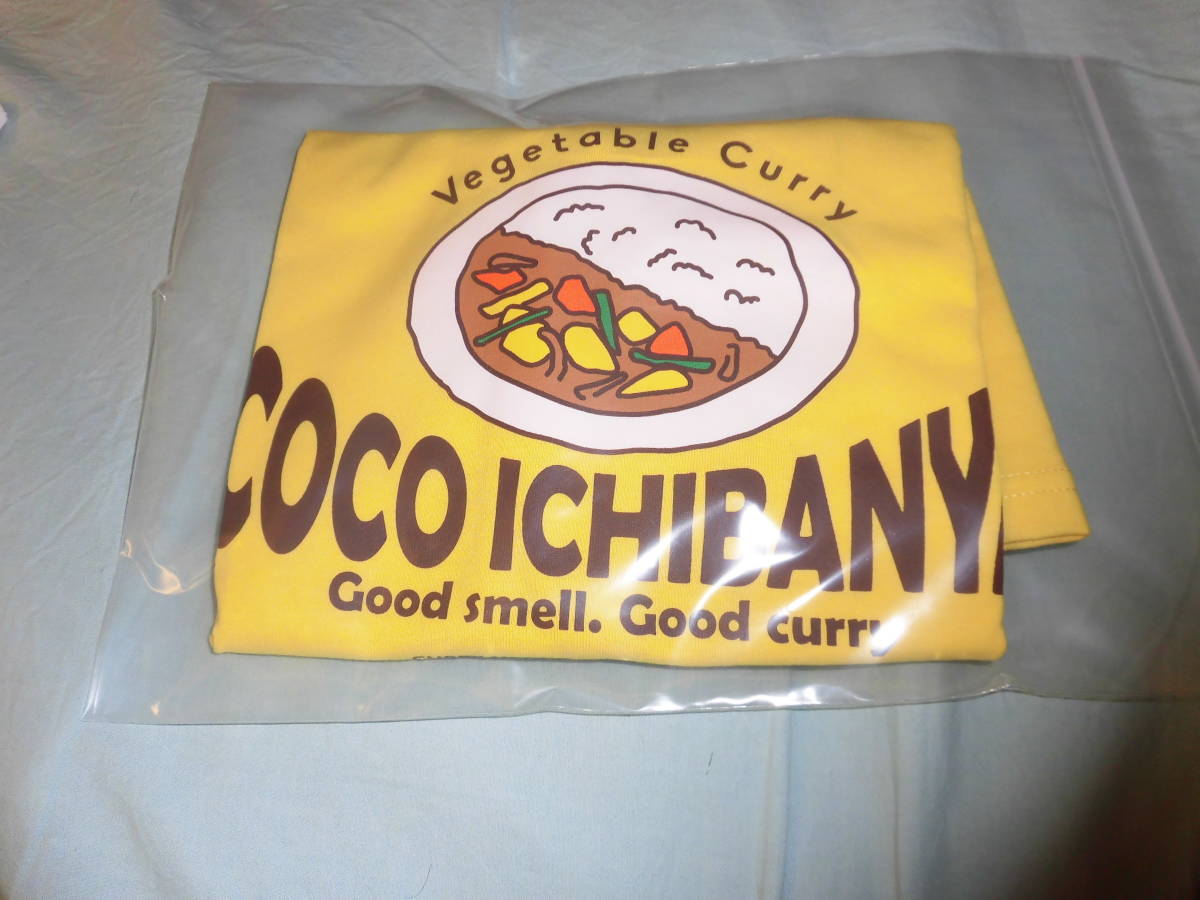 Vegetable Curry
COCO ICHIBANY
Good smell. Good curry